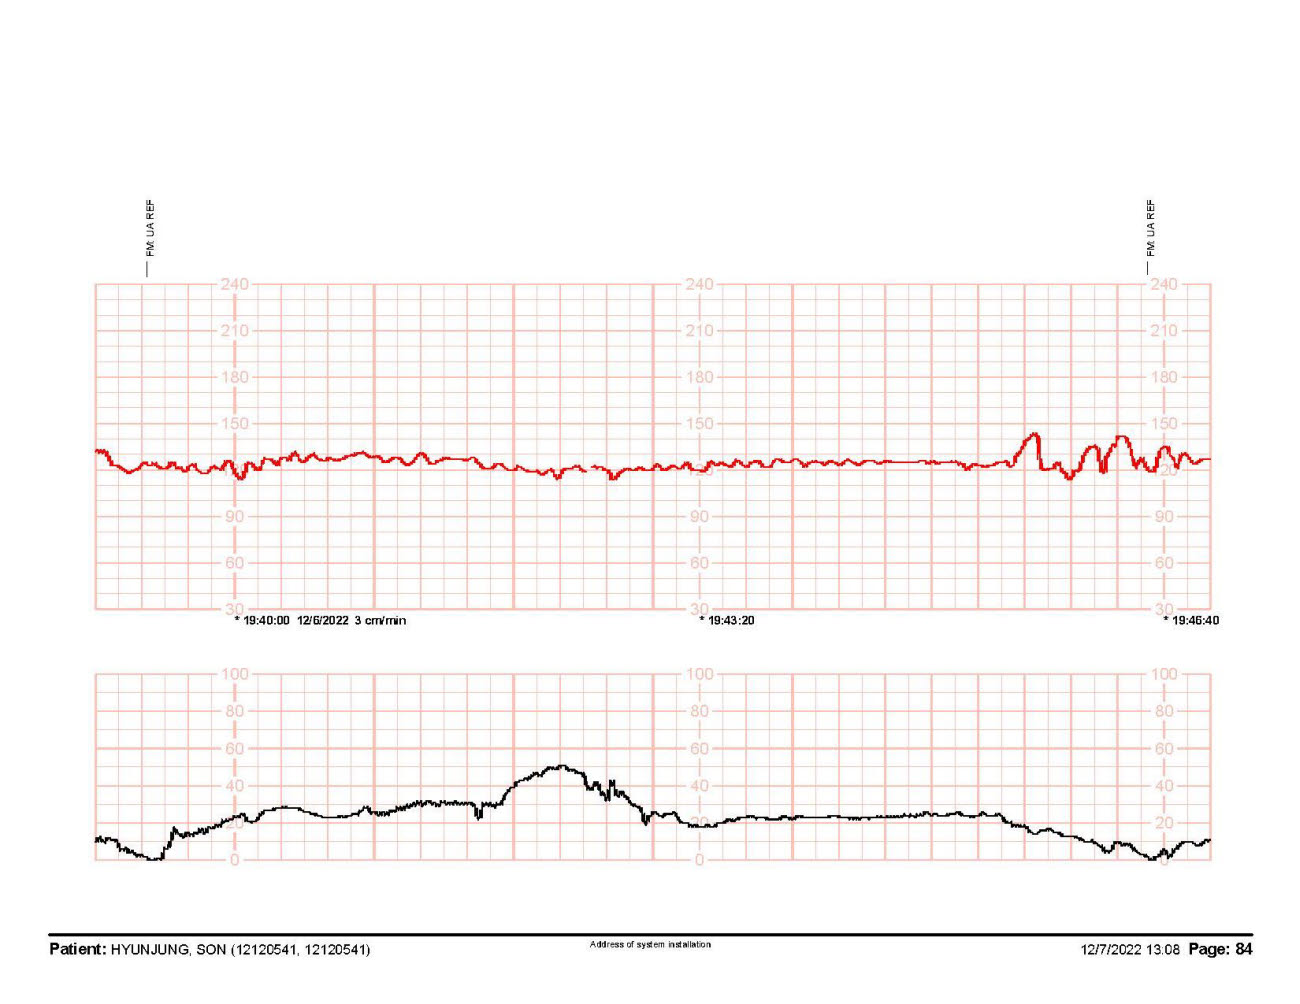 FM: UA REF
FM: UA REF
240 240 240
210 210 210
180 180 180
150 150 150
120
90 90 90
60 60 60
30 30 30
* 19:40:00 12/6/2022 3 cm/min * 19:43:20 * 19:46:40
100 100 100
80 80 80
60 60 60
40 40 40
20 20 20
0 0 0
Patient: HYUNJUNG, SON (12120541, 12120541) Address of system installation 12/7/2022 13:08 Page: 84